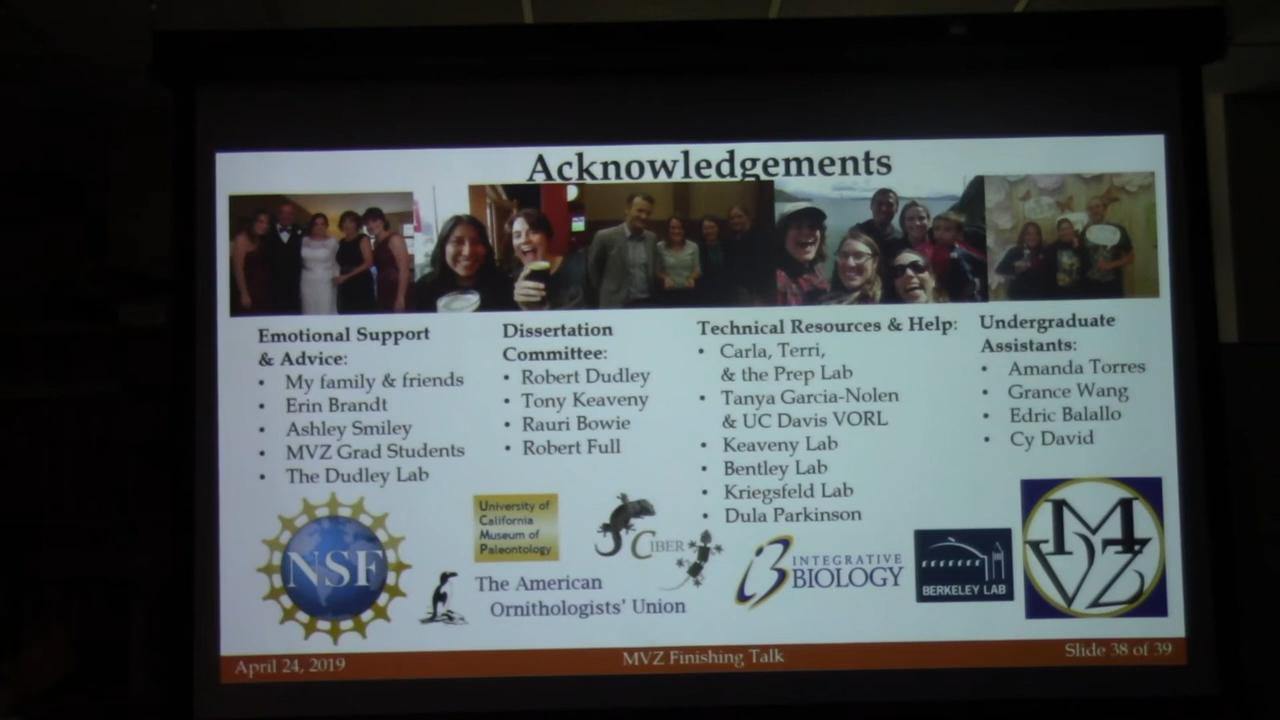 Acknowledgements
Emotional Support
& Advice:
• My family & friends
• Erin Brandt
• Ashley Smiley
• MVZ Grad Students
• The Dudley Lab
Dissertation
Committee:
• Robert Dudley
• Tony Keaveny
• Rauri Bowie
• Robert Full
Technical Resources & Help:
• Carla, Terri,
& the Prep Lab
• Tanya Garcia-Nolen
& UC Davis VORL
• Keaveny Lab
• Bentley Lab
• Kriegsfeld Lab
• Dula Parkinson
Undergraduate
Assistants:
• Amanda Torres
• Grance Wang
• Edric Balallo
• Cy David
NSF
University of
California
Museum of
Paleontology
CIBER
The American
Ornithologists' Union
INTEGRATIVE
BIOLOGY
BERKELEY LAB
MVZ
April 24, 2019
MVZ Finishing Talk
Slide 38 of 39